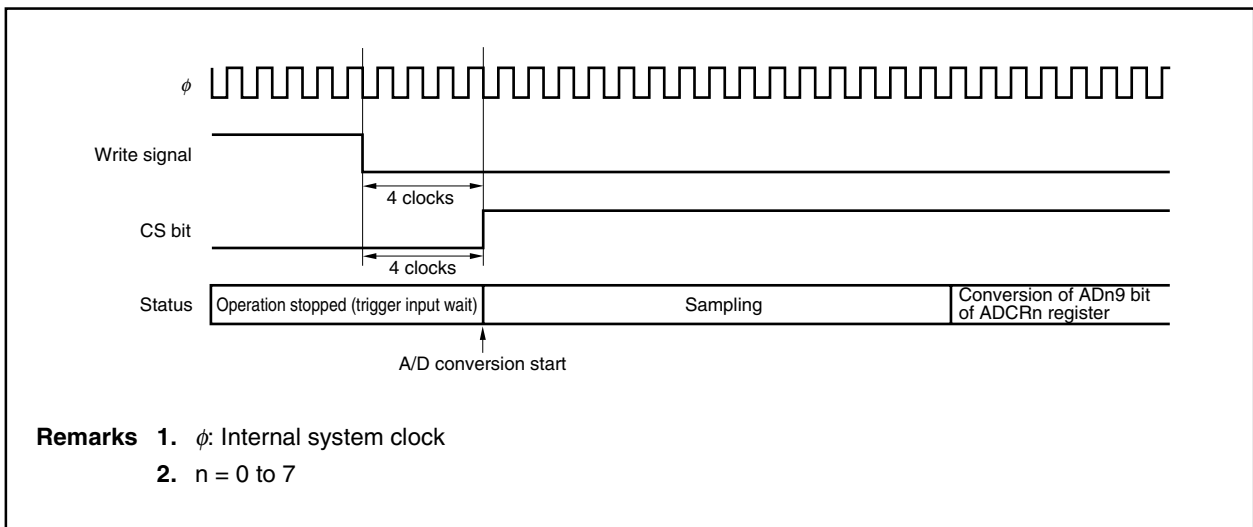 ϕ
Write signal
4 clocks
CS bit
4 clocks
Status Operation stopped (trigger input wait) Sampling Conversion of ADn9 bit
of ADCRn register
A/D conversion start
Remarks 1. ϕ: Internal system clock
2. n = 0 to 7